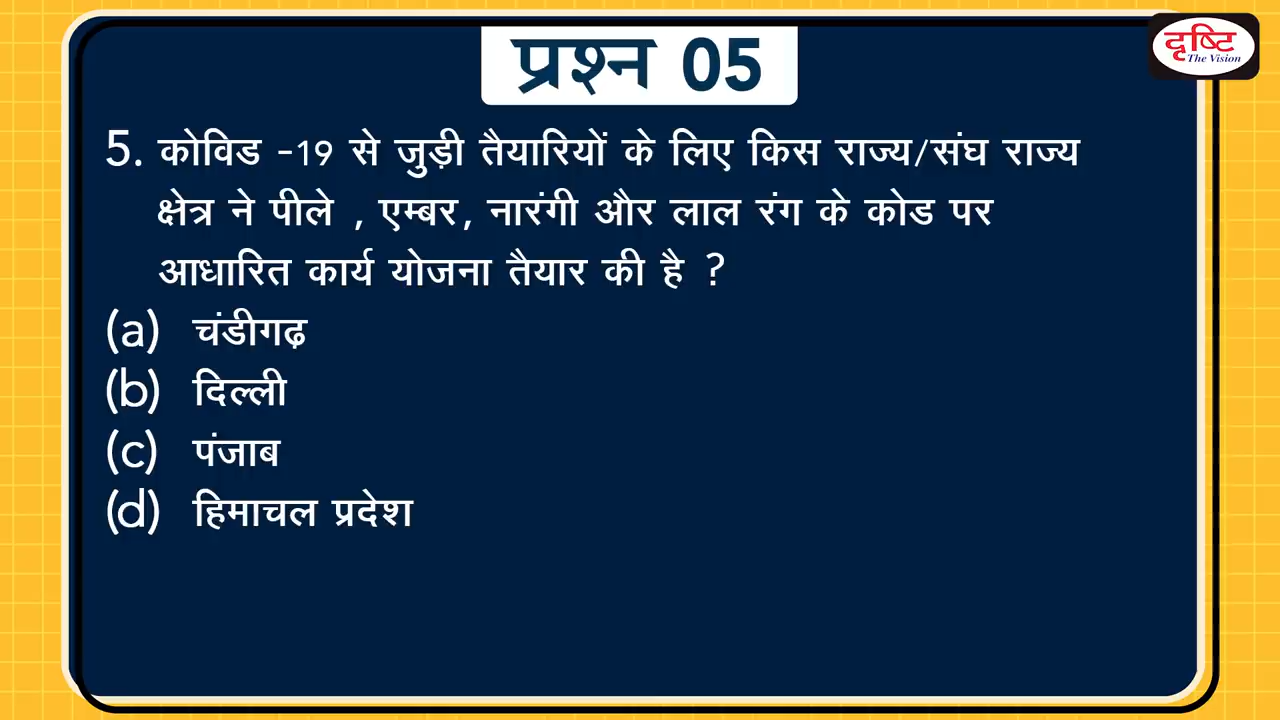 प्रश्न 05
दृष्टि
The Vision
5. कोविड -19 से जुड़ी तैयारियों के लिए किस राज्य/संघ राज्य
क्षेत्र ने पीले , एम्बर, नारंगी और लाल रंग के कोड पर
आधारित कार्य योजना तैयार की है ?
(a) चंडीगढ़
(b) दिल्ली
(c) पंजाब
(d) हिमाचल प्रदेश